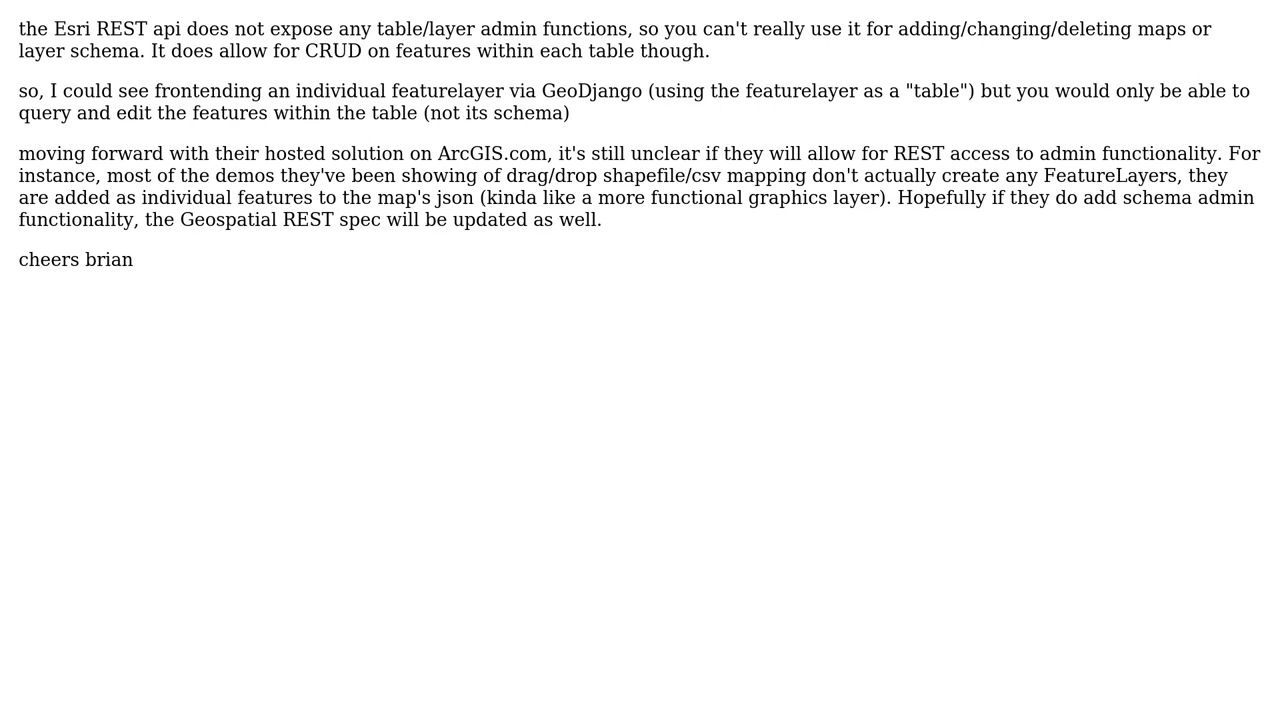 the Esri REST api does not expose any table/layer admin functions, so you can't really use it for adding/changing/deleting maps or
layer schema. It does allow for CRUD on features within each table though.
so, I could see frontending an individual featurelayer via GeoDjango (using the featurelayer as a "table") but you would only be able to
query and edit the features within the table (not its schema)
moving forward with their hosted solution on ArcGIS.com, it's still unclear if they will allow for REST access to admin functionality. For
instance, most of the demos they've been showing of drag/drop shapefile/csv mapping don't actually create any FeatureLayers, they
are added as individual features to the map's json (kinda like a more functional graphics layer). Hopefully if they do add schema admin
functionality, the Geospatial REST spec will be updated as well.
cheers brian